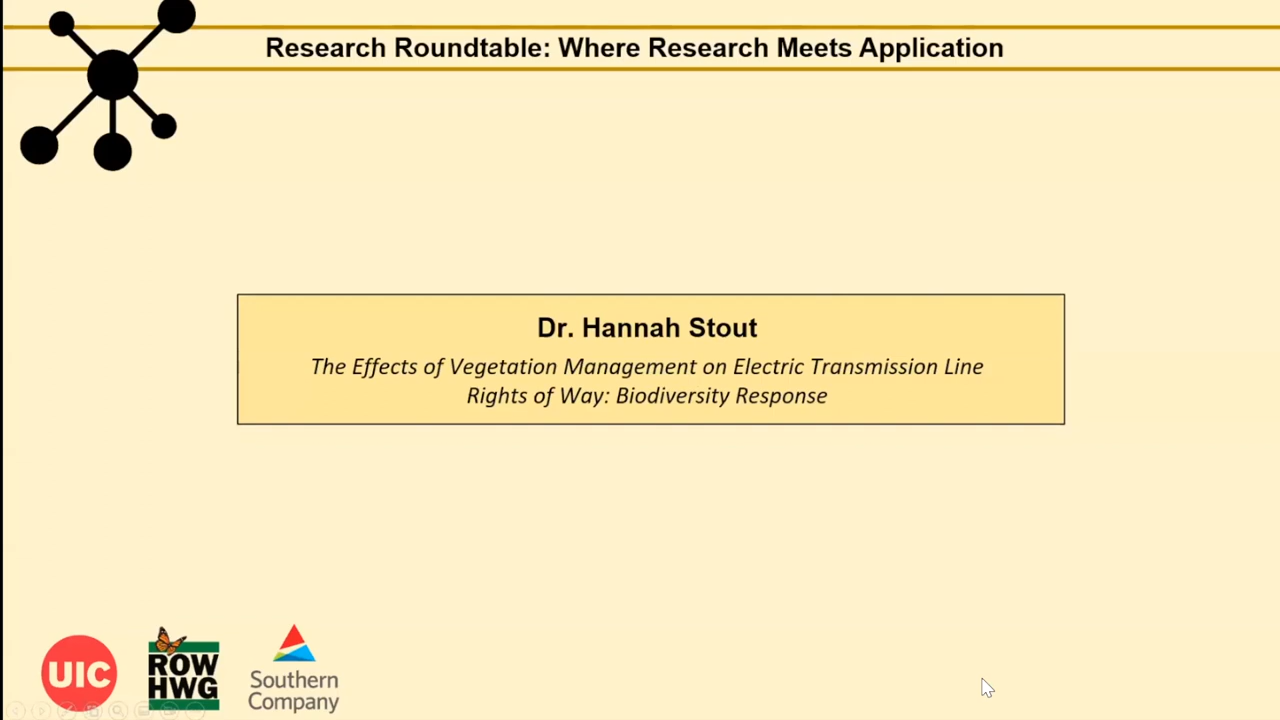 Research Roundtable: Where Research Meets Application
Dr. Hannah Stout
The Effects of Vegetation Management on Electric Transmission Line
Rights of Way: Biodiversity Response
UIC
ROW
HWG
Southern
Company